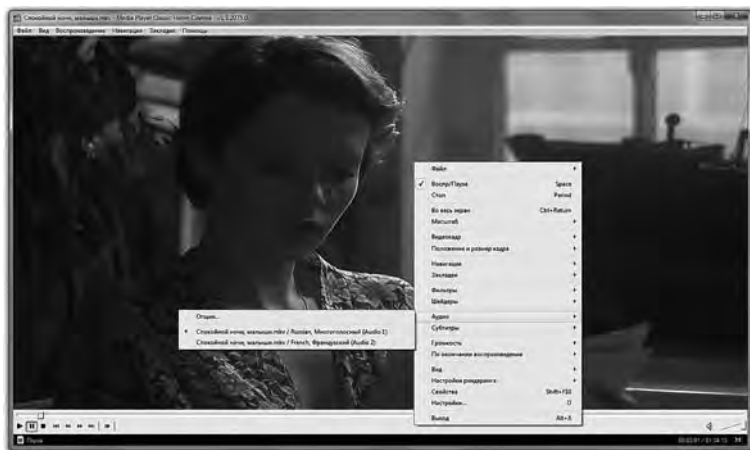 Спокойной ночи, малыши.mkv - Media Player Classic Home Cinema -
Файл Вид Воспроизведение Навигация Закладки Помощь
Файл
Воспр/Пауза Space
Стоп Period
Во весь экран Ctrl+Return
Масштаб
Видеокадр
Положение и размер кадра
Навигация
Закладки
Фильтры
Шейдеры
Аудио
Субтитры
Громкость
По окончании воспроизведения
Вид
Настройки рендеринга
Свойства Shift+F10
Настройки... O
Выход Alt+X
Опции...
Спокойной ночи, малыши.mkv / Russian, Многоголосный (Audio 1)
Спокойной ночи, малыши.mkv / French, Французский (Audio 2)
Пауза